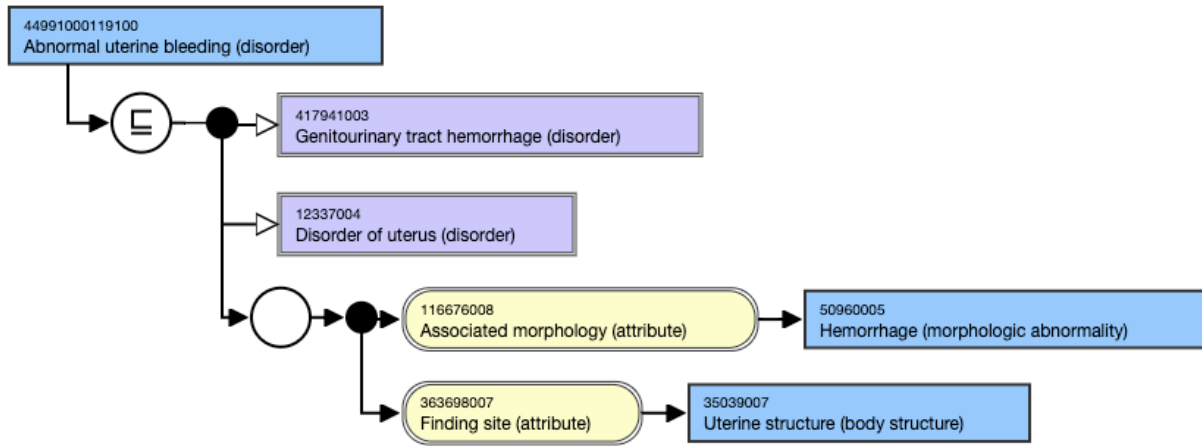 44991000119100
Abnormal uterine bleeding (disorder)
⊑
417941003
Genitourinary tract hemorrhage (disorder)
12337004
Disorder of uterus (disorder)
116676008
Associated morphology (attribute)
50960005
Hemorrhage (morphologic abnormality)
363698007
Finding site (attribute)
35039007
Uterine structure (body structure)